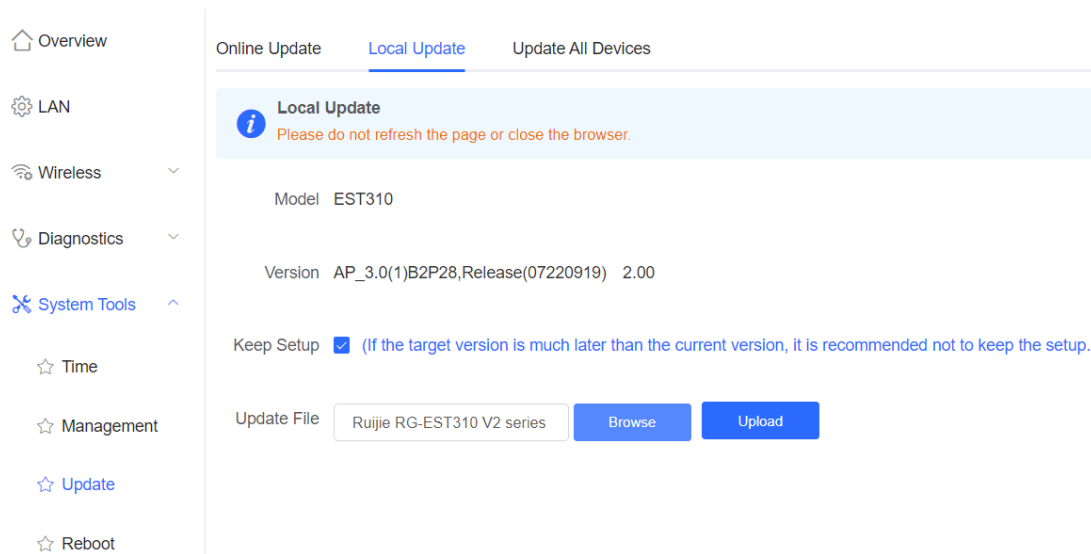 Overview
LAN
Wireless
Diagnostics
System Tools
Time
Management
Update
Reboot
Online Update Local Update Update All Devices
Local Update
Please do not refresh the page or close the browser.
Model EST310
Version AP_3.0(1)B2P28,Release(07220919) 2.00
Keep Setup (If the target version is much later than the current version, it is recommended not to keep the setup.
Update File Ruijie RG-EST310 V2 series Browse Upload